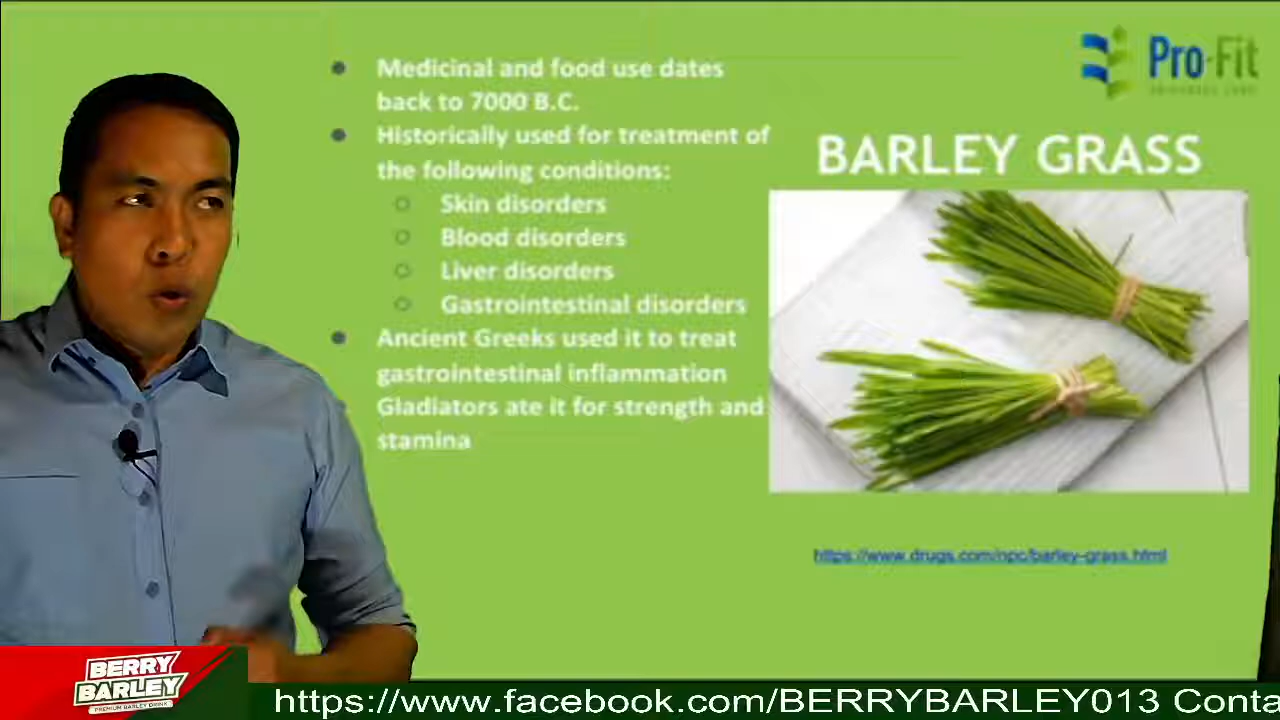 Medicinal and food use dates
back to 7000 B.C.
Historically used for treatment of
the following conditions:
Skin disorders
Blood disorders
Liver disorders
Gastrointestinal disorders
Ancient Greeks used it to treat
gastrointestinal inflammation
Gladiators ate it for strength and
stamina
Pro-Fit
BARLEY GRASS
https://www.drugs.com/npc/barley-grass.html
BERRY
BARLEY
PREMIUM BARLEY DRINK
https://www.facebook.com/BERRYBARLEY013 Conta